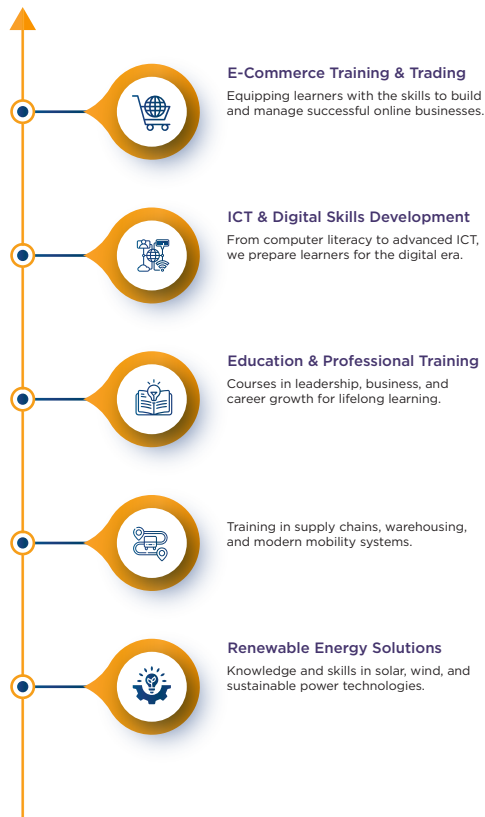 E-Commerce Training & Trading
Equipping learners with the skills to build
and manage successful online businesses.
ICT & Digital Skills Development
From computer literacy to advanced ICT,
we prepare learners for the digital era.
Education & Professional Training
Courses in leadership, business, and
career growth for lifelong learning.
Training in supply chains, warehousing,
and modern mobility systems.
Renewable Energy Solutions
Knowledge and skills in solar, wind, and
sustainable power technologies.